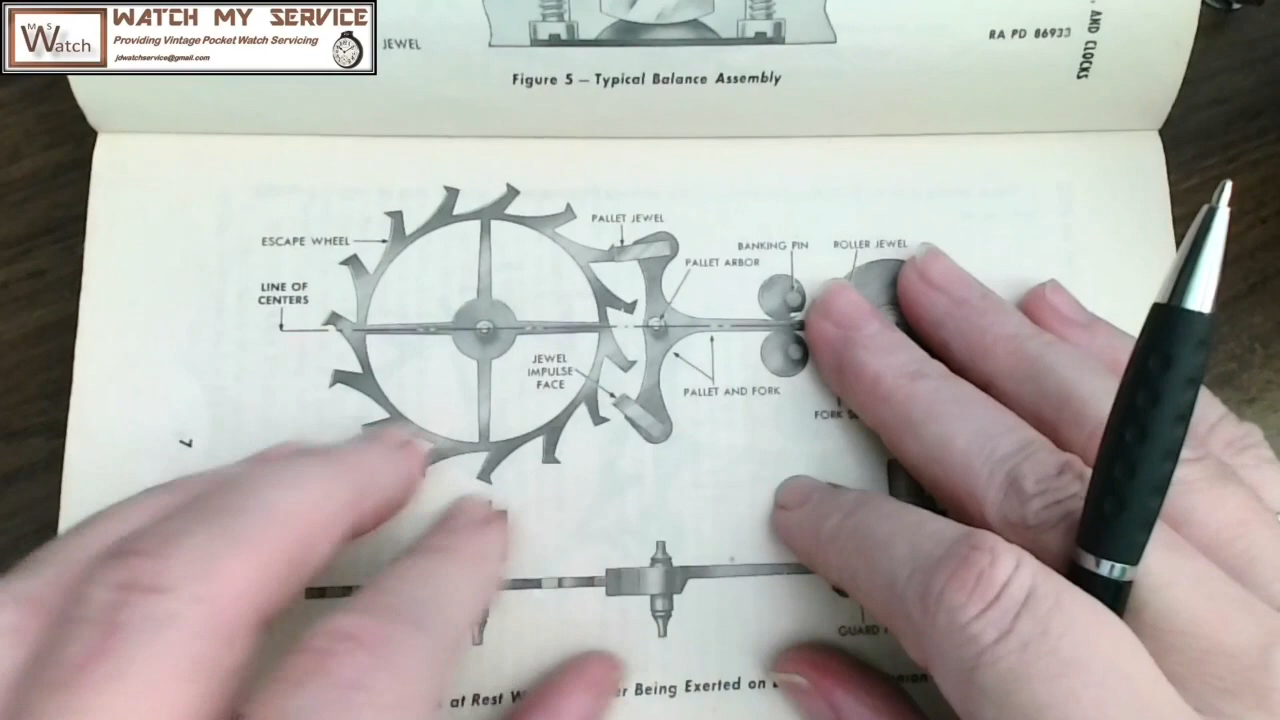 M S
Watch
WATCH MY SERVICE
Providing Vintage Pocket Watch Servicing
jdwatchservice@gmail.com
JEWEL
RA PD 86933
AND CLOCKS
Figure 5 — Typical Balance Assembly
ESCAPE WHEEL
PALLET JEWEL
BANKING PIN
ROLLER JEWEL
PALLET ARBOR
LINE OF
CENTERS
JEWEL
IMPULSE
FACE
PALLET AND FORK
FORK
7
GUARD
at Rest
Being Exerted on